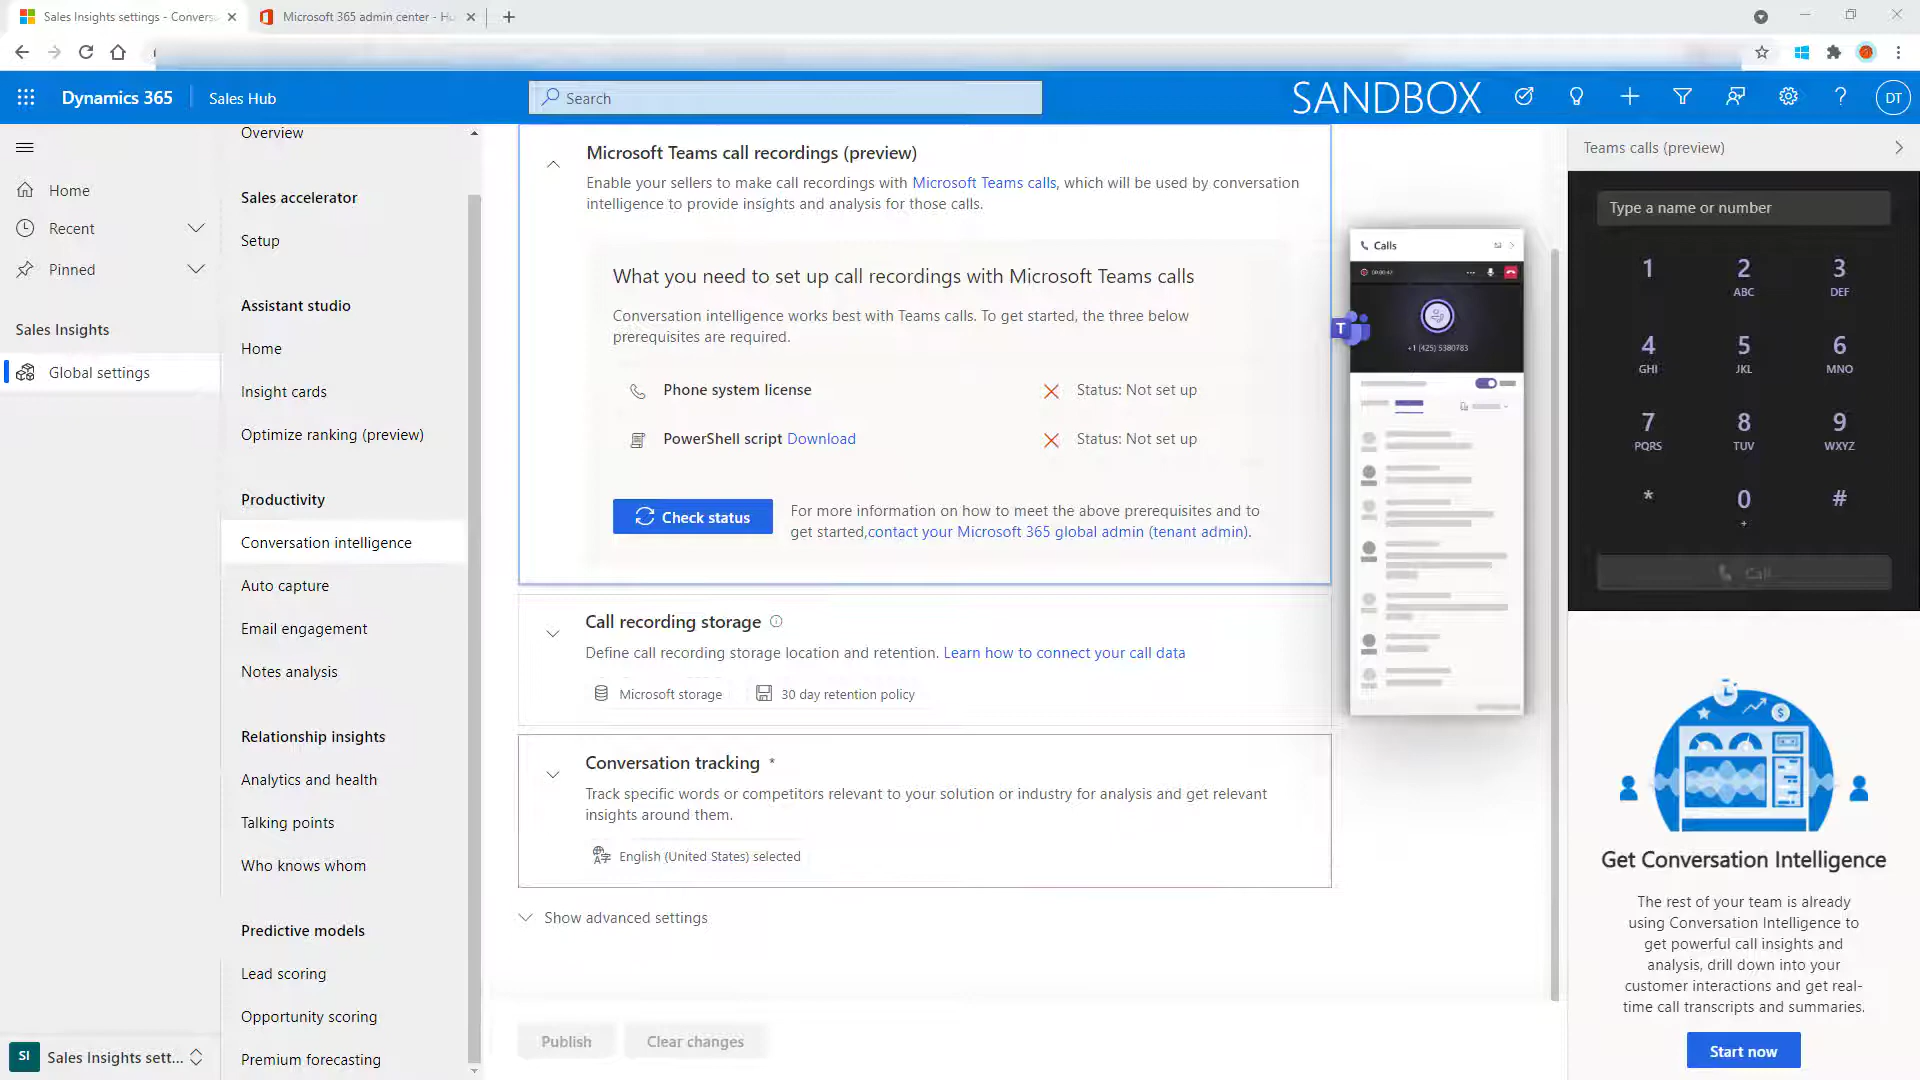 Sales Insights settings - Convers
Microsoft 365 admin center - H
Dynamics 365
Sales Hub
Search
SANDBOX
DT
Home
Recent
Pinned
Sales Insights
Global settings
SI
Sales Insights sett...
Overview
Sales accelerator
Setup
Assistant studio
Home
Insight cards
Optimize ranking (preview)
Productivity
Conversation intelligence
Auto capture
Email engagement
Notes analysis
Relationship insights
Analytics and health
Talking points
Who knows whom
Predictive models
Lead scoring
Opportunity scoring
Premium forecasting
Microsoft Teams call recordings (preview)
Enable your sellers to make call recordings with Microsoft Teams calls, which will be used by conversation
intelligence to provide insights and analysis for those calls.
What you need to set up call recordings with Microsoft Teams calls
Conversation intelligence works best with Teams calls. To get started, the three below
prerequisites are required.
Phone system license
Status: Not set up
PowerShell script Download
Status: Not set up
Check status
For more information on how to meet the above prerequisites and to
get started,contact your Microsoft 365 global admin (tenant admin).
Call recording storage
Define call recording storage location and retention. Learn how to connect your call data
Microsoft storage
30 day retention policy
Conversation tracking *
Track specific words or competitors relevant to your solution or industry for analysis and get relevant
insights around them.
English (United States) selected
Show advanced settings
Publish
Clear changes
Calls
T
+1 (425) 5380783
Teams calls (preview)
Type a name or number
1
2
3
ABC
DEF
4
5
6
GHI
JKL
MNO
7
8
9
PQRS
TUV
WXYZ
*
0
#
+
Call
Get Conversation Intelligence
The rest of your team is already
using Conversation Intelligence to
get powerful call insights and
analysis, drill down into your
customer interactions and get real-
time call transcripts and summaries.
Start now